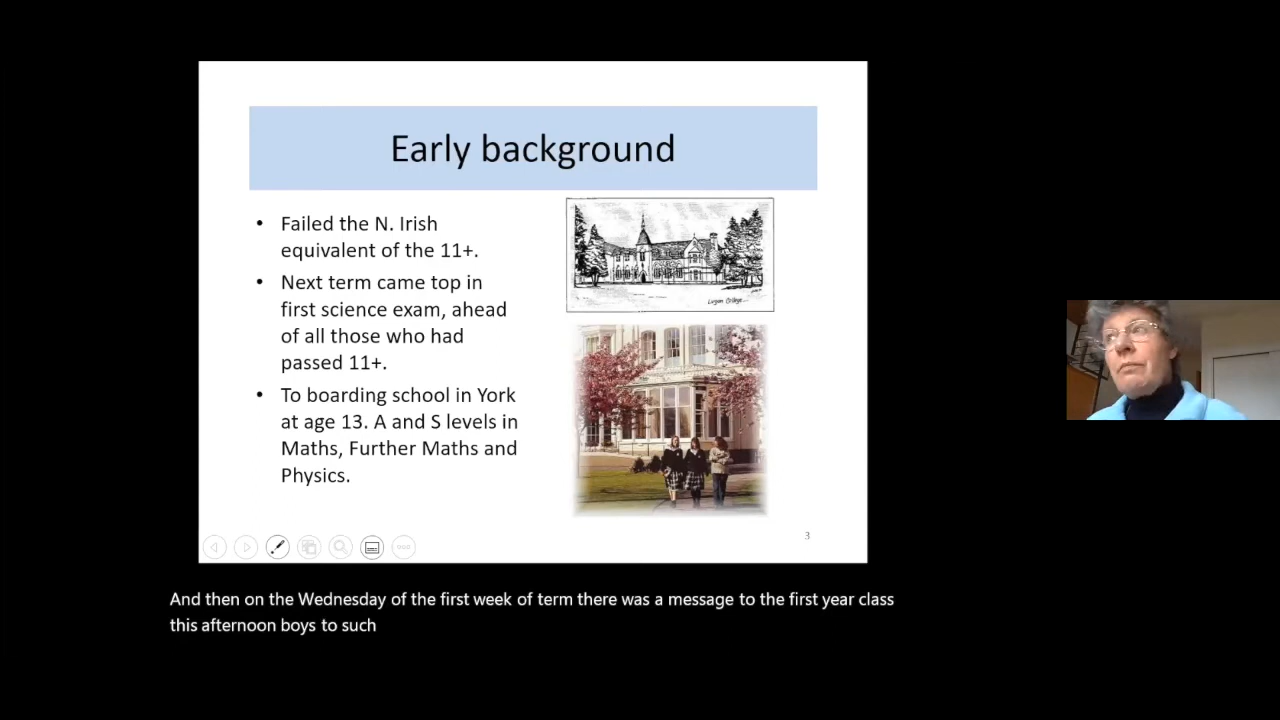 Early background
• Failed the N. Irish
equivalent of the 11+.
• Next term came top in
first science exam, ahead
of all those who had
passed 11+.
• To boarding school in York
at age 13. A and S levels in
Maths, Further Maths and
Physics.
Lurgan College
3
And then on the Wednesday of the first week of term there was a message to the first year class
this afternoon boys to such